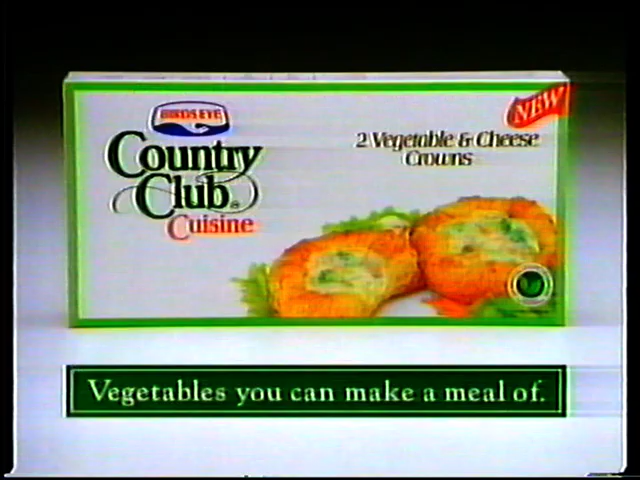 NEW
BIRDS EYE
Country
Club
Cuisine
2 Vegetable & Cheese
Crowns
Vegetables you can make a meal of.